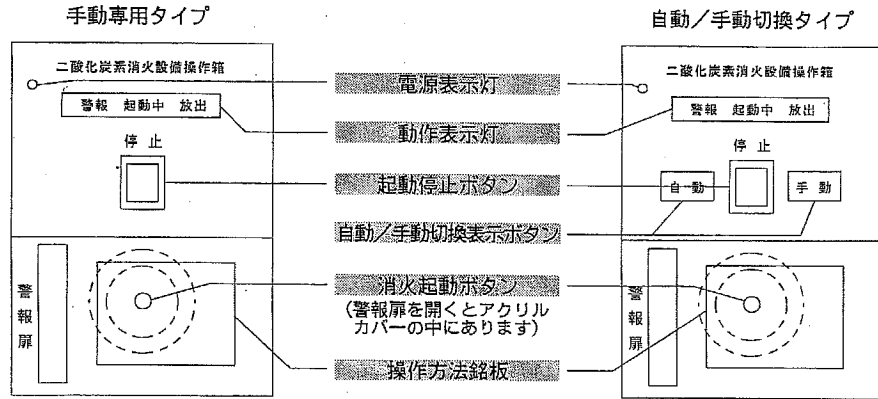 手動専用タイプ
二酸化炭素消火設備操作箱
警報 起動中 放出
停止
警報扉
電源表示灯
動作表示灯
起動停止ボタン
自動/手動切換表示ボタン
消火起動ボタン
(警報扉を開くとアクリル
カバーの中にあります)
操作方法銘板
自動/手動切換タイプ
二酸化炭素消火設備操作箱
警報 起動中 放出
停止
自動
手動
警報扉